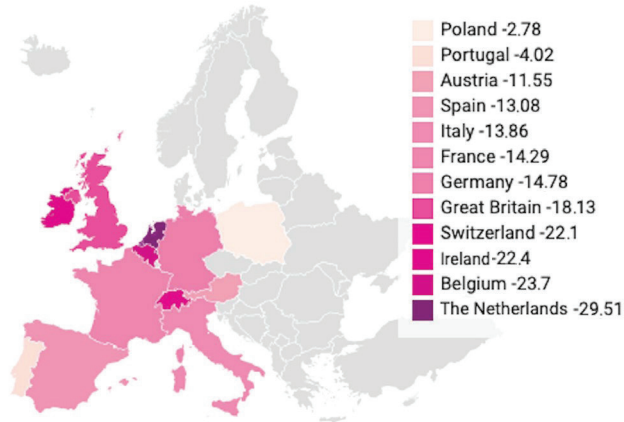 Poland -2.78
Portugal -4.02
Austria -11.55
Spain -13.08
Italy -13.86
France -14.29
Germany -14.78
Great Britain -18.13
Switzerland -22.1
Ireland-22.4
Belgium -23.7
The Netherlands -29.51